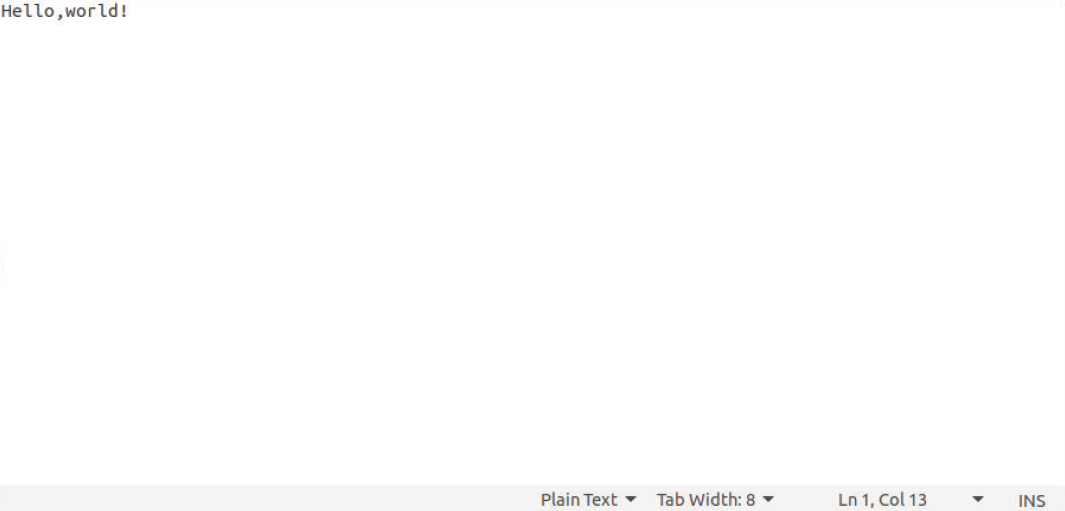 Hello,world!
Plain Text Tab Width: 8 Ln 1, Col 13 INS